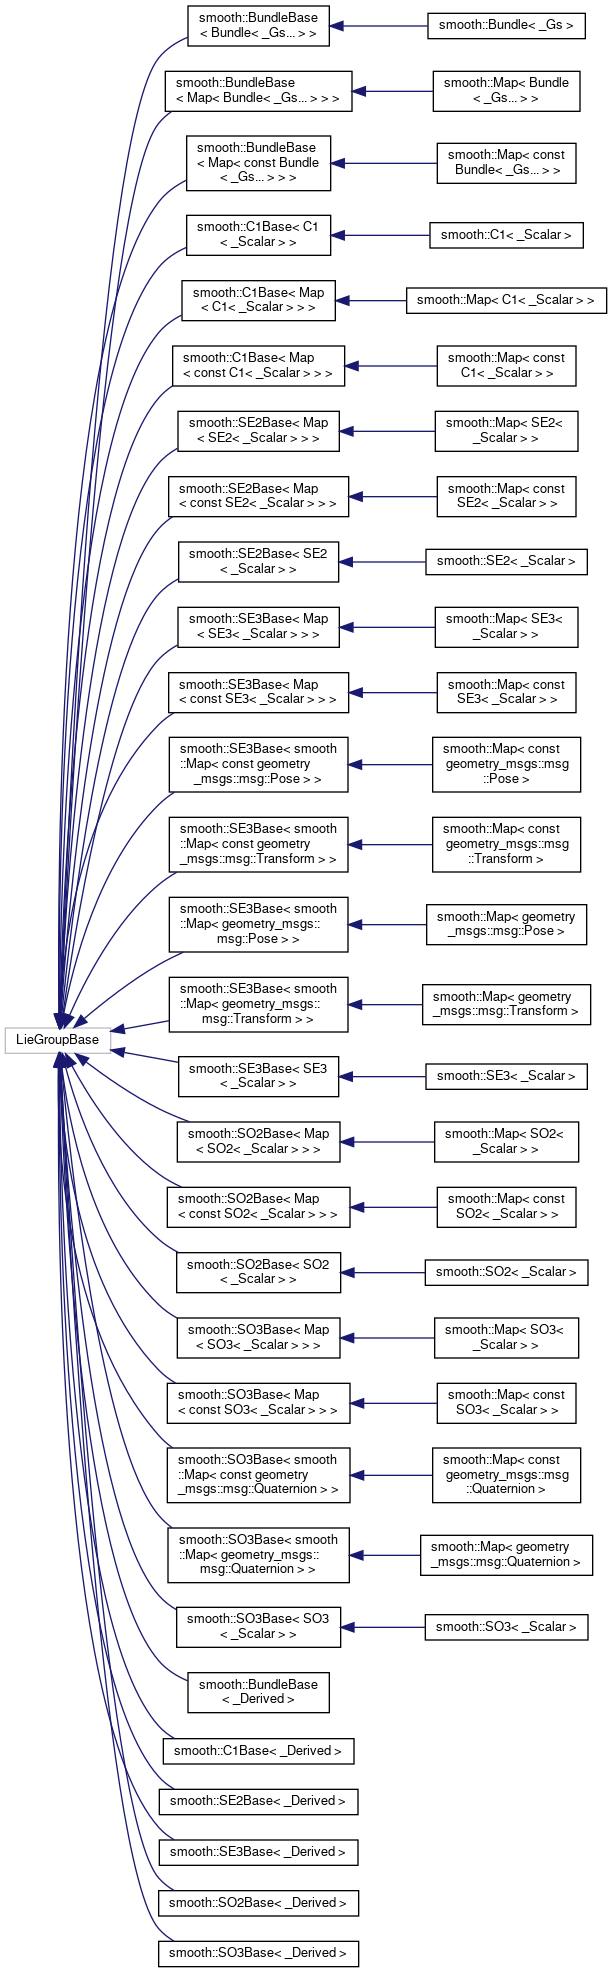 smooth::BundleBase
< Bundle< _Gs... > >
smooth::Bundle< _Gs >
smooth::BundleBase
< Map< Bundle< _Gs... > > >
smooth::Map< Bundle
< _Gs... > >
smooth::BundleBase
< Map< const Bundle
< _Gs... > > >
smooth::Map< const
Bundle< _Gs... > >
smooth::C1Base< C1
< _Scalar > >
smooth::C1< _Scalar >
smooth::C1Base< Map
< C1< _Scalar > > >
smooth::Map< C1< _Scalar > >
smooth::C1Base< Map
< const C1< _Scalar > > >
smooth::Map< const
C1< _Scalar > >
smooth::SE2Base< Map
< SE2< _Scalar > > >
smooth::Map< SE2<
_Scalar > >
smooth::SE2Base< Map
< const SE2< _Scalar > > >
smooth::Map< const
SE2< _Scalar > >
smooth::SE2Base< SE2
< _Scalar > >
smooth::SE2< _Scalar >
smooth::SE3Base< Map
< SE3< _Scalar > > >
smooth::Map< SE3<
_Scalar > >
smooth::SE3Base< Map
< const SE3< _Scalar > > >
smooth::Map< const
SE3< _Scalar > >
smooth::SE3Base< smooth
::Map< const geometry
_msgs::msg::Pose > >
smooth::Map< const
geometry_msgs::msg
::Pose >
smooth::SE3Base< smooth
::Map< const geometry
_msgs::msg::Transform > >
smooth::Map< const
geometry_msgs::msg
::Transform >
smooth::SE3Base< smooth
::Map< geometry_msgs::
msg::Pose > >
smooth::Map< geometry
_msgs::msg::Pose >
smooth::SE3Base< smooth
::Map< geometry_msgs::
msg::Transform > >
smooth::Map< geometry
_msgs::msg::Transform >
LieGroupBase
smooth::SE3Base< SE3
< _Scalar > >
smooth::SE3< _Scalar >
smooth::SO2Base< Map
< SO2< _Scalar > > >
smooth::Map< SO2<
_Scalar > >
smooth::SO2Base< Map
< const SO2< _Scalar > > >
smooth::Map< const
SO2< _Scalar > >
smooth::SO2Base< SO2
< _Scalar > >
smooth::SO2< _Scalar >
smooth::SO3Base< Map
< SO3< _Scalar > > >
smooth::Map< SO3<
_Scalar > >
smooth::SO3Base< Map
< const SO3< _Scalar > > >
smooth::Map< const
SO3< _Scalar > >
smooth::SO3Base< smooth
::Map< const geometry
_msgs::msg::Quaternion > >
smooth::Map< const
geometry_msgs::msg
::Quaternion >
smooth::SO3Base< smooth
::Map< geometry_msgs::
msg::Quaternion > >
smooth::Map< geometry
_msgs::msg::Quaternion >
smooth::SO3Base< SO3
< _Scalar > >
smooth::SO3< _Scalar >
smooth::BundleBase
< _Derived >
smooth::C1Base< _Derived >
smooth::SE2Base< _Derived >
smooth::SE3Base< _Derived >
smooth::SO2Base< _Derived >
smooth::SO3Base< _Derived >